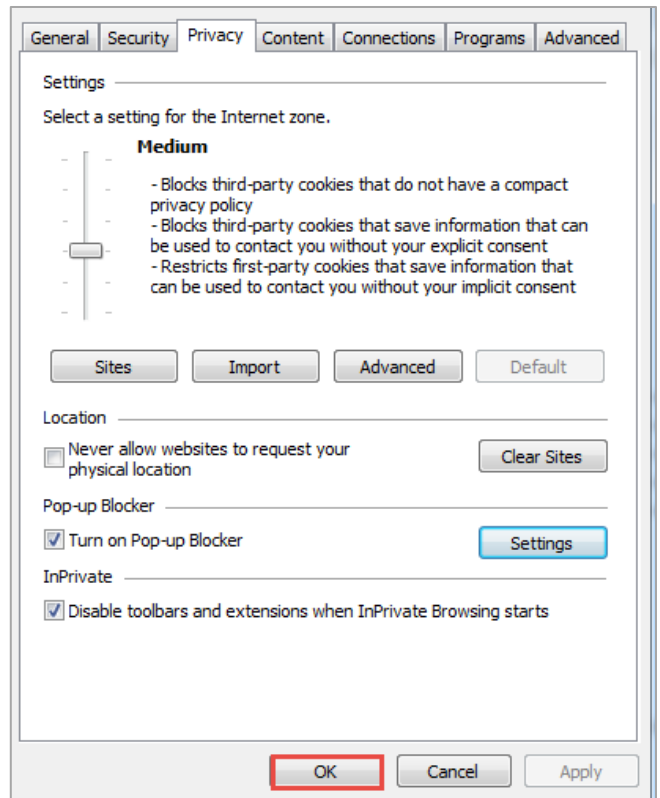 General Security Privacy Content Connections Programs Advanced
Settings
Select a setting for the Internet zone.
Medium
- Blocks third-party cookies that do not have a compact
privacy policy
- Blocks third-party cookies that save information that can
be used to contact you without your explicit consent
- Restricts first-party cookies that save information that
can be used to contact you without your implicit consent
Sites Import Advanced Default
Location
Never allow websites to request your
physical location
Clear Sites
Pop-up Blocker
Turn on Pop-up Blocker
Settings
InPrivate
Disable toolbars and extensions when InPrivate Browsing starts
OK Cancel Apply